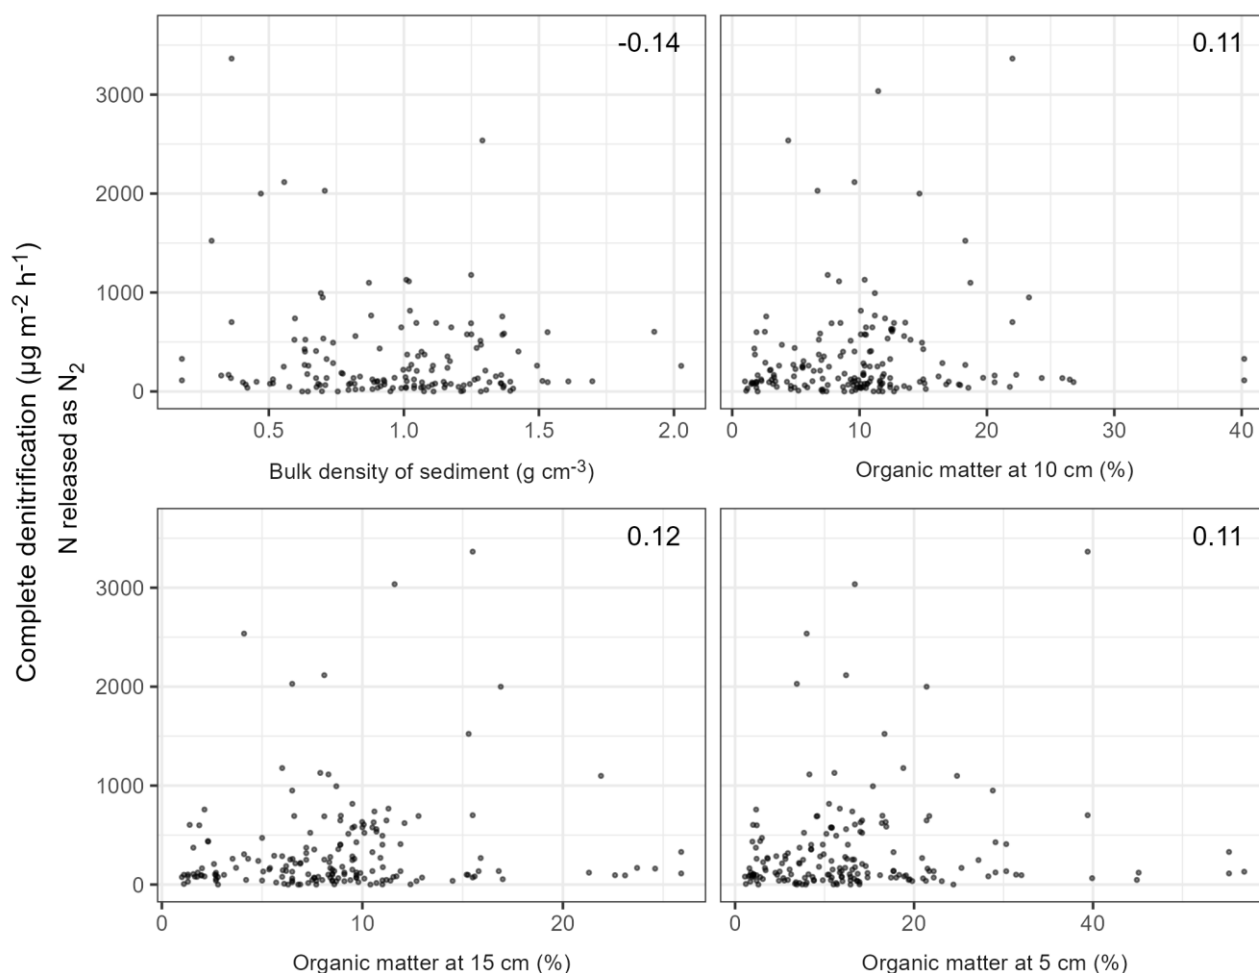 Complete denitrification (µg m⁻² h⁻¹)
N released as N₂
-0.14
3000
2000
1000
0
0.5 1.0 1.5 2.0
Bulk density of sediment (g cm⁻³)
0.11
0 10 20 30 40
Organic matter at 10 cm (%)
0.12
3000
2000
1000
0
0 10 20
Organic matter at 15 cm (%)
0.11
0 20 40
Organic matter at 5 cm (%)